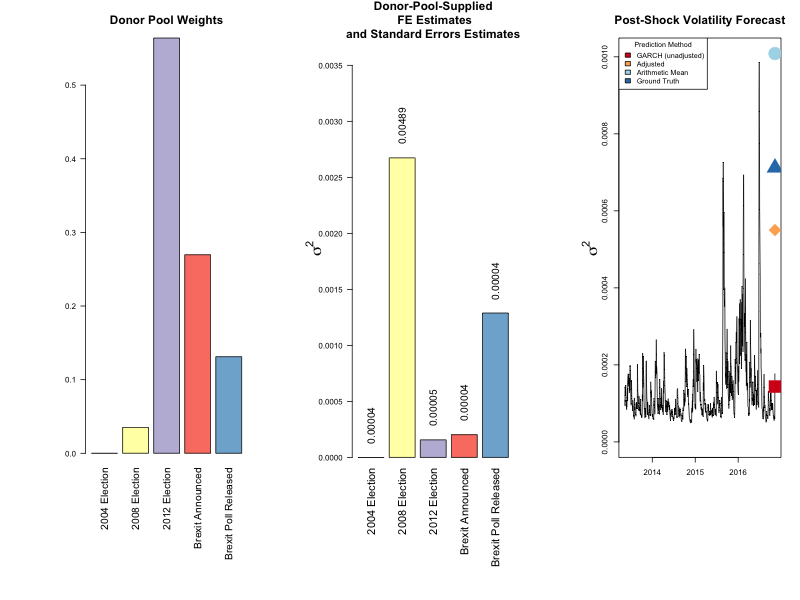 Donor Pool Weights
0.5
0.4
0.3
0.2
0.1
0.0
2004 Election
2008 Election
2012 Election
Brexit Announced
Brexit Poll Released
Donor-Pool-Supplied
FE Estimates
and Standard Errors Estimates
σ2
0.0035
0.0030
0.0025
0.0020
0.0015
0.0010
0.0005
0.0000
0.00004
0.00489
0.00005
0.00004
0.00004
2004 Election
2008 Election
2012 Election
Brexit Announced
Brexit Poll Released
Post-Shock Volatility Forecast
Prediction Method
GARCH (unadjusted)
Adjusted
Arithmetic Mean
Ground Truth
σ2
0.0010
0.0008
0.0006
0.0004
0.0002
0.0000
2014
2015
2016